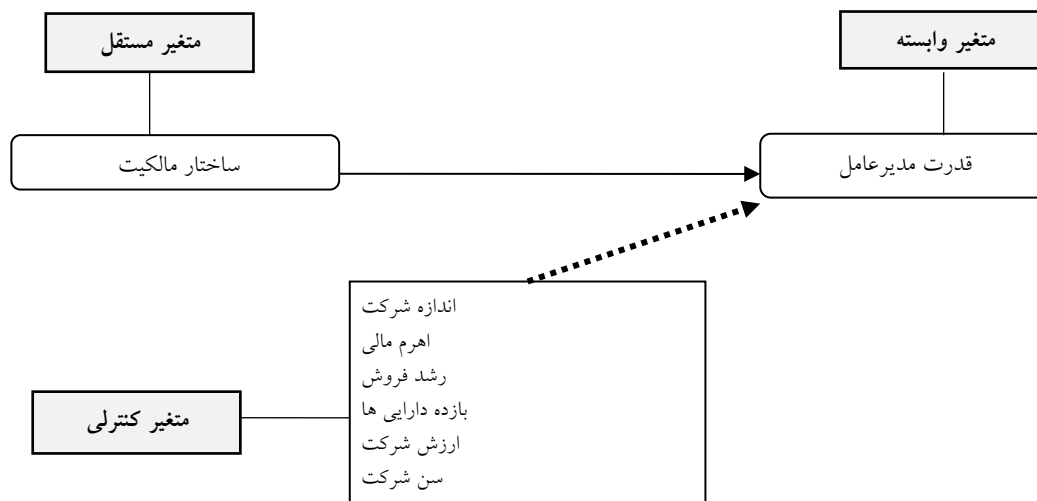 متغیر وابسته
متغیر مستقل
قدرت مدیرعامل
ساختار مالکیت
اندازه شرکت
اهرم مالی
رشد فروش
بازده دارایی ها
ارزش شرکت
سن شرکت
متغیر کنترلی